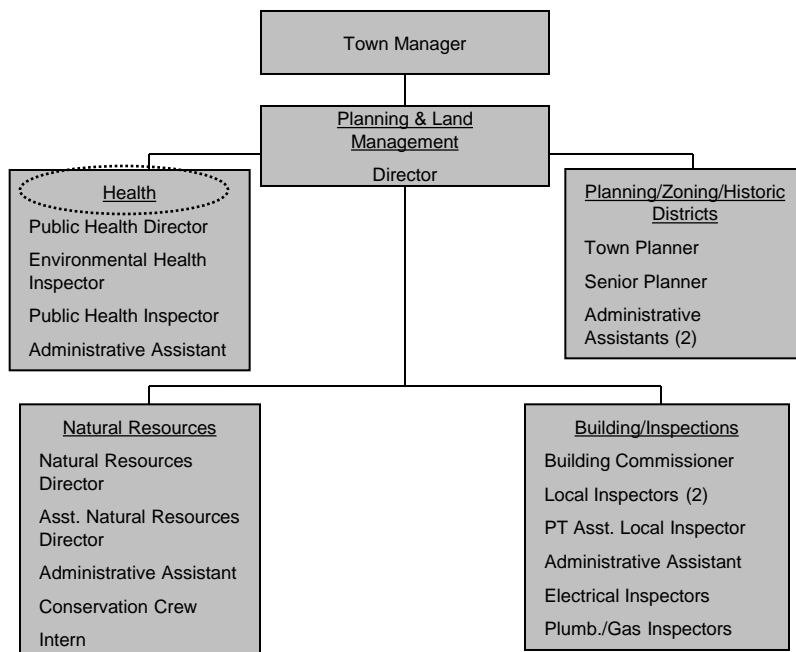 Town Manager
Planning & Land
Management
Director
Health
Public Health Director
Environmental Health
Inspector
Public Health Inspector
Administrative Assistant
Planning/Zoning/Historic
Districts
Town Planner
Senior Planner
Administrative
Assistants (2)
Natural Resources
Natural Resources
Director
Asst. Natural Resources
Director
Administrative Assistant
Conservation Crew
Intern
Building/Inspections
Building Commissioner
Local Inspectors (2)
PT Asst. Local Inspector
Administrative Assistant
Electrical Inspectors
Plumb./Gas Inspectors